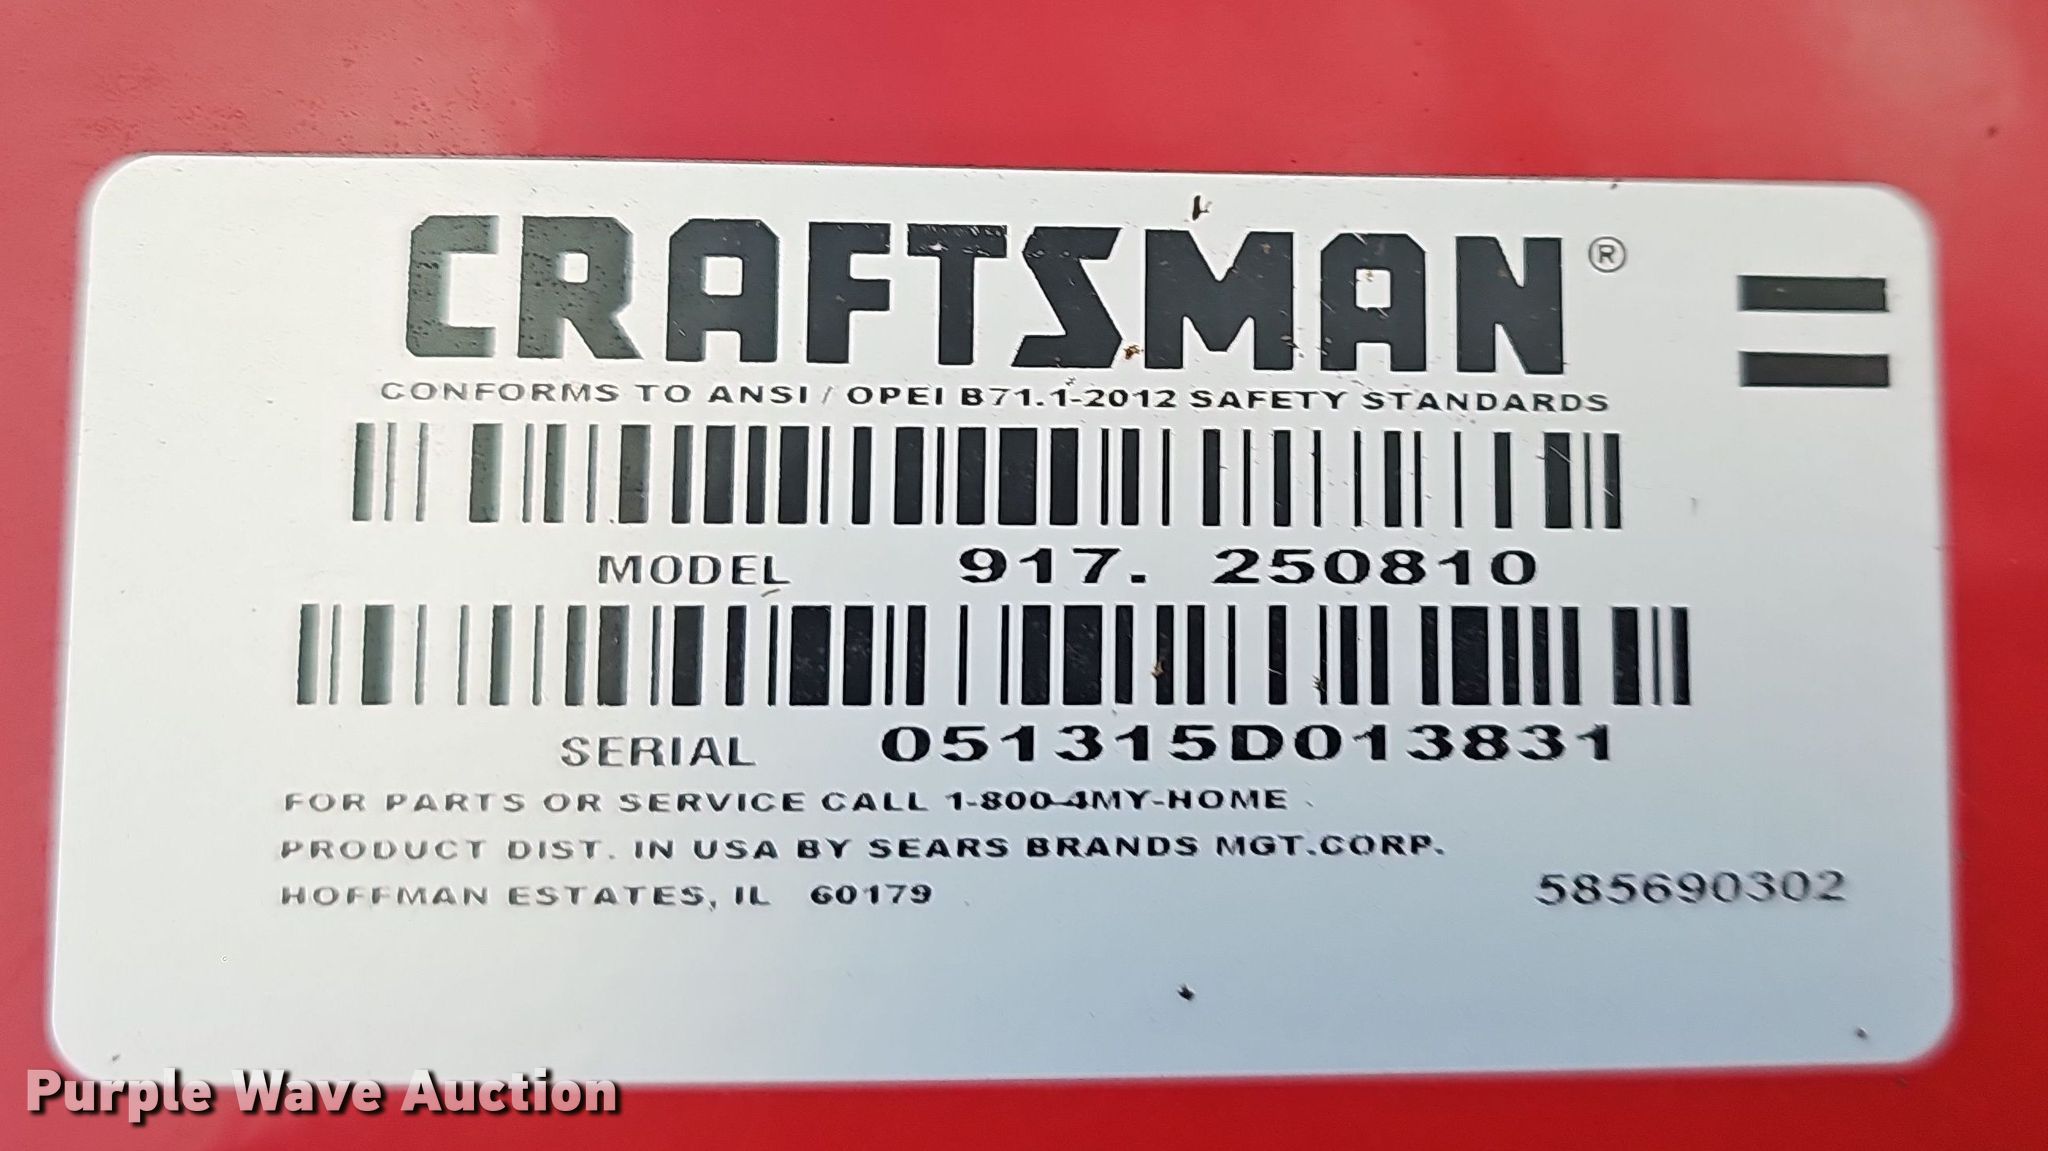 CRAFTSMAN®
CONFORMS TO ANSI / OPEI B71.1-2012 SAFETY STANDARDS
MODEL 917. 250810
SERIAL 051315D013831
FOR PARTS OR SERVICE CALL 1-800-4MY-HOME
PRODUCT DIST. IN USA BY SEARS BRANDS MGT.CORP.
HOFFMAN ESTATES, IL 60179
585690302
Purple Wave Auction